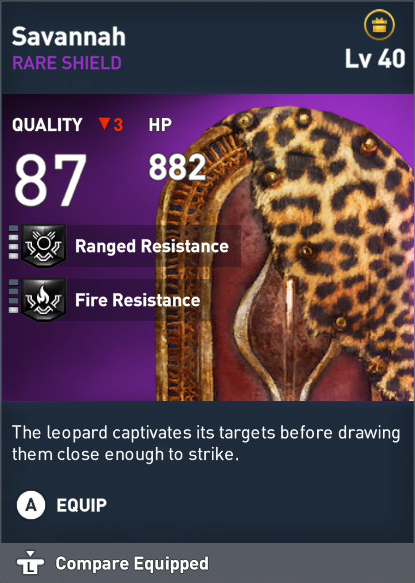 Savannah
RARE SHIELD
Lv 40
QUALITY ▼3 HP
87 882
Ranged Resistance
Fire Resistance
The leopard captivates its targets before drawing
them close enough to strike.
A EQUIP
L Compare Equipped